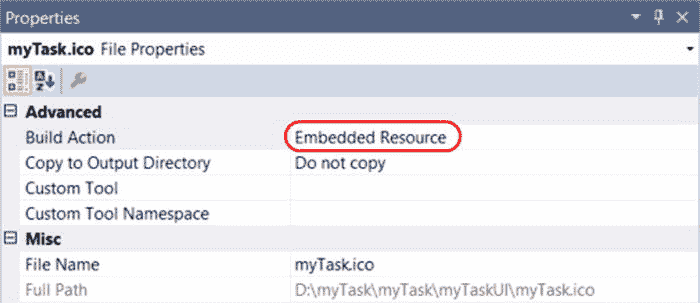 Properties
myTask.ico File Properties
Advanced
Build Action Embedded Resource
Copy to Output Directory Do not copy
Custom Tool
Custom Tool Namespace
Misc
File Name myTask.ico
Full Path D:\myTask\myTask\myTaskUI\myTask.ico